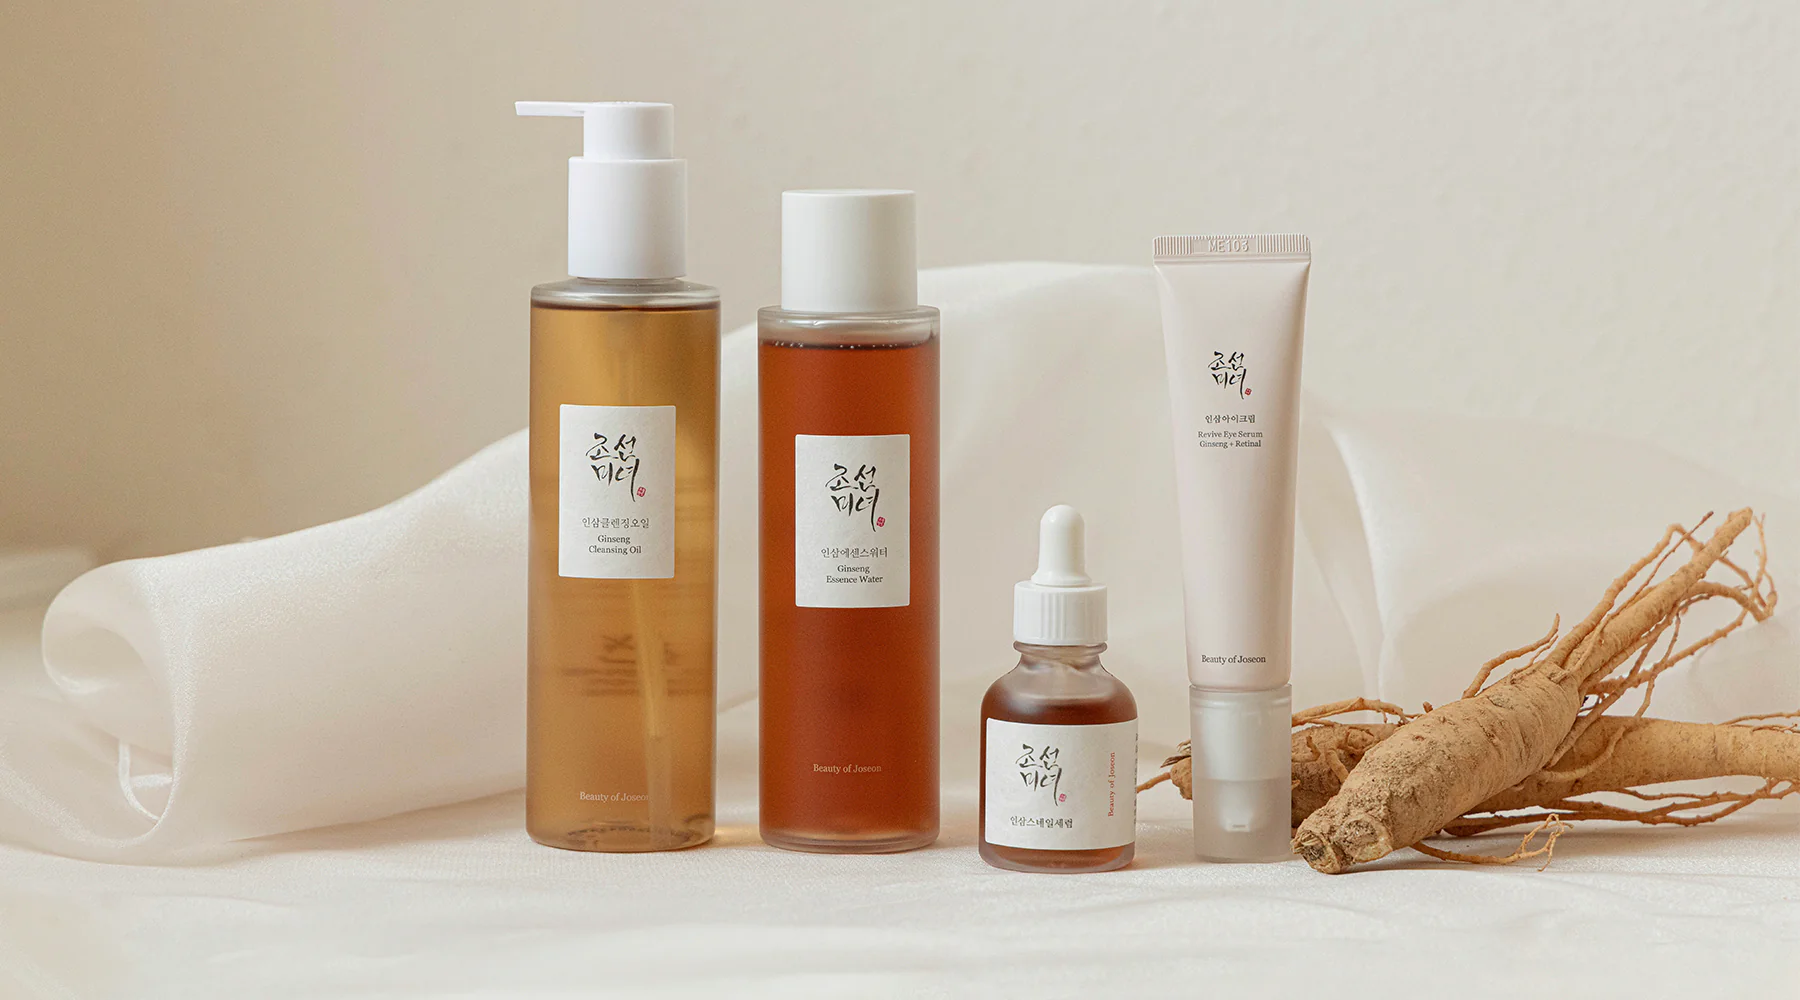 조선
미녀
인삼클렌징오일
Ginseng
Cleansing Oil
Beauty of Joseon
조선
미녀
인삼에센스워터
Ginseng
Essence Water
Beauty of Joseon
조선
미녀
인삼스네일세럼
Beauty of Joseon
ME103
조선
미녀
인삼아이크림
Revive Eye Serum
Ginseng + Retinal
Beauty of Joseon